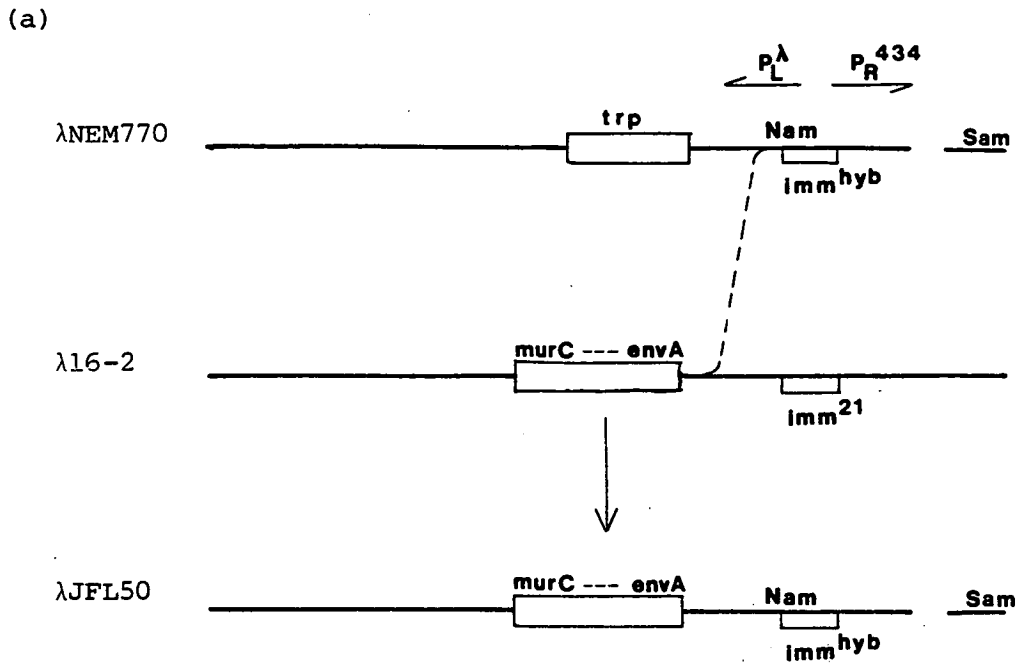 (a)
P_L^λ P_R^434
λNEM770
trp
Nam
Sam
imm^hyb
λ16-2
murC --- envA
imm^21
λJFL50
murC --- envA
Nam
Sam
imm^hyb